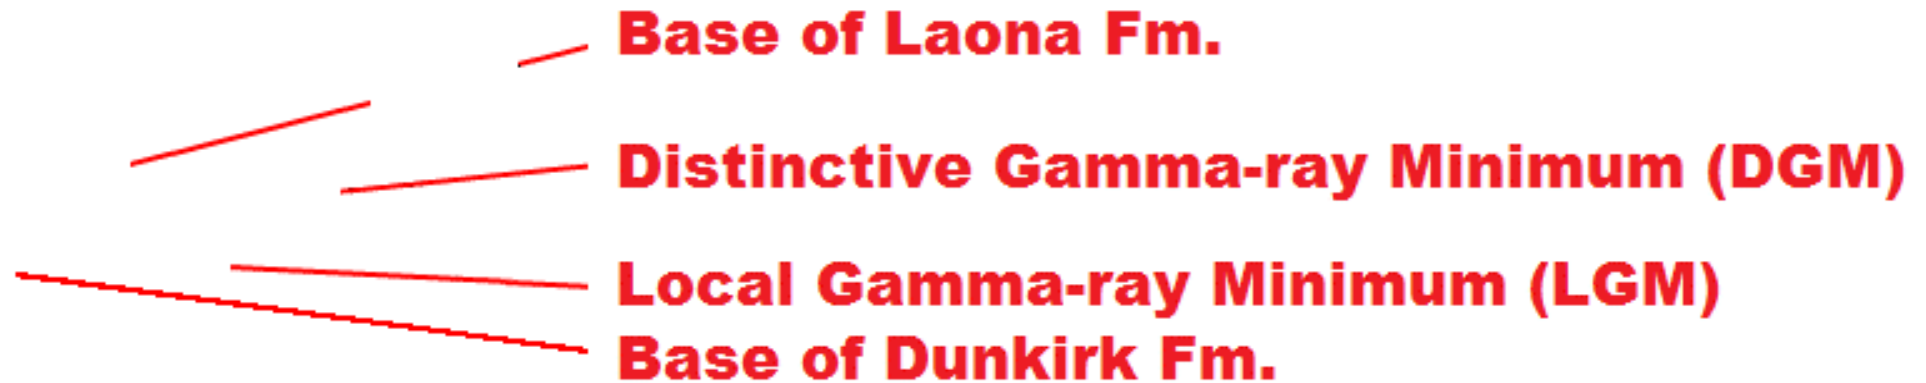 Base of Laona Fm.
Distinctive Gamma-ray Minimum (DGM)
Local Gamma-ray Minimum (LGM)
Base of Dunkirk Fm.